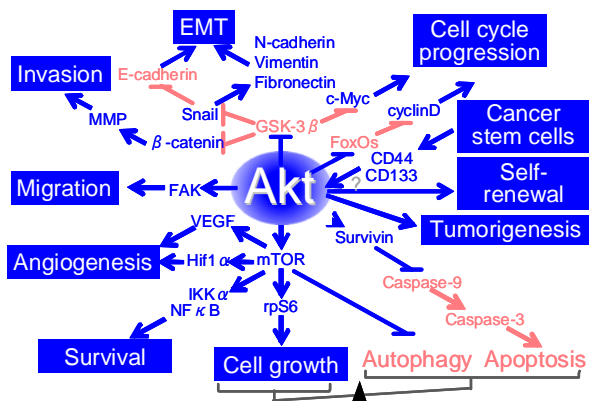 EMT
N-cadherin
Vimentin
Fibronectin
Cell cycle
progression
Invasion
E-cadherin
Snail
c-Myc
cyclinD
MMP
GSK-3β
β-catenin
FoxOs
Cancer
stem cells
CD44
CD133
Akt
?
Self-
renewal
Migration
FAK
VEGF
Tumorigenesis
Survivin
Angiogenesis
Hif1α
mTOR
Caspase-9
IKKα
NFκB
rpS6
Caspase-3
Survival
Cell growth
Autophagy
Apoptosis